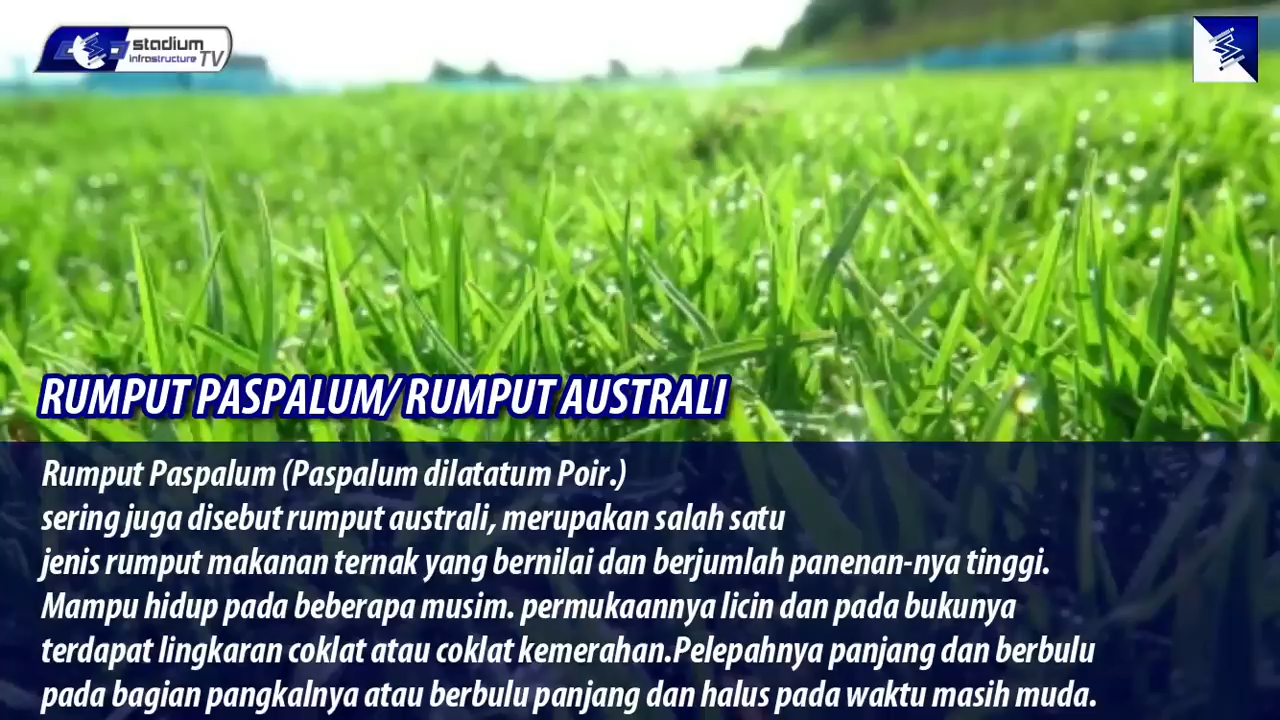 stadium
infrastructure TV
RUMPUT PASPALUM/ RUMPUT AUSTRALI
Rumput Paspalum (Paspalum dilatatum Poir.)
sering juga disebut rumput australi, merupakan salah satu
jenis rumput makanan ternak yang bernilai dan berjumlah panenan-nya tinggi.
Mampu hidup pada beberapa musim. permukaannya licin dan pada bukunya
terdapat lingkaran coklat atau coklat kemerahan.Pelepahnya panjang dan berbulu
pada bagian pangkalnya atau berbulu panjang dan halus pada waktu masih muda.